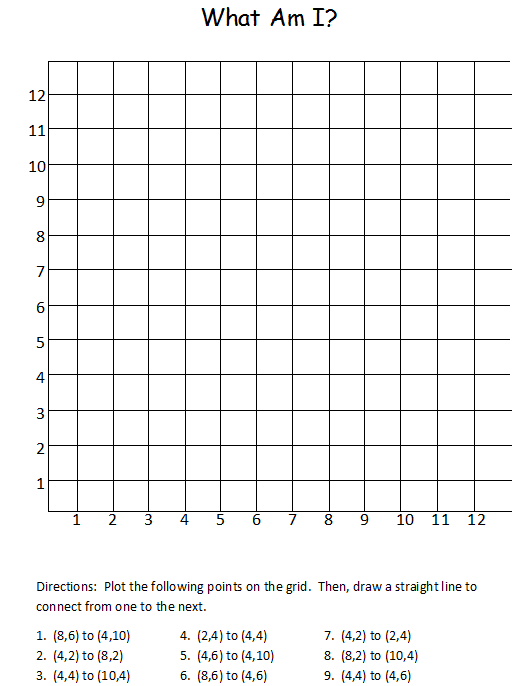 What Am I?
12
11
10
9
8
7
6
5
4
3
2
1
1 2 3 4 5 6 7 8 9 10 11 12
Directions: Plot the following points on the grid. Then, draw a straight line to
connect from one to the next.
1. (8,6) to (4,10) 4. (2,4) to (4,4) 7. (4,2) to (2,4)
2. (4,2) to (8,2) 5. (4,6) to (4,10) 8. (8,2) to (10,4)
3. (4,4) to (10,4) 6. (8,6) to (4,6) 9. (4,4) to (4,6)